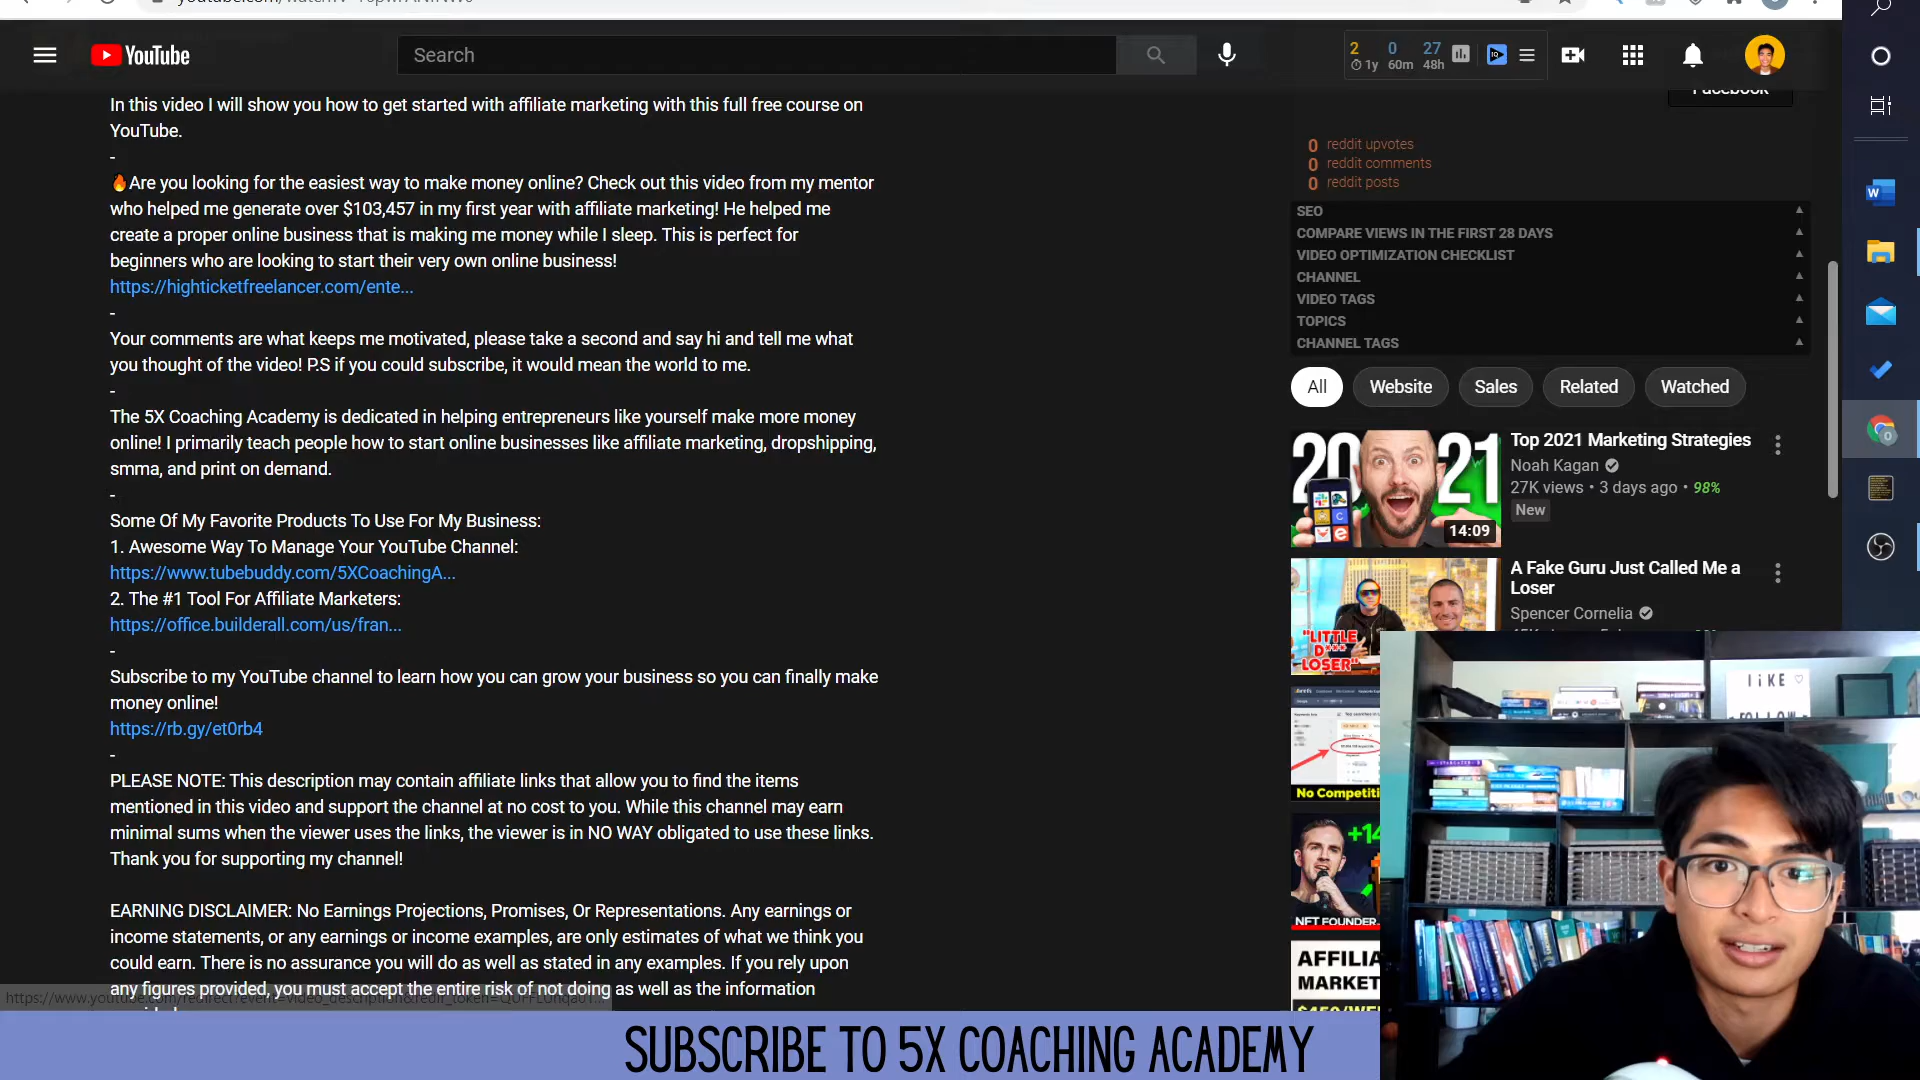 YouTube
Search
2 0 27
1y 60m 48h
In this video I will show you how to get started with affiliate marketing with this full free course on
YouTube.
-
🔥Are you looking for the easiest way to make money online? Check out this video from my mentor
who helped me generate over $103,457 in my first year with affiliate marketing! He helped me
create a proper online business that is making me money while I sleep. This is perfect for
beginners who are looking to start their very own online business!
https://highticketfreelancer.com/ente...
-
Your comments are what keeps me motivated, please take a second and say hi and tell me what
you thought of the video! P.S if you could subscribe, it would mean the world to me.
-
The 5X Coaching Academy is dedicated in helping entrepreneurs like yourself make more money
online! I primarily teach people how to start online businesses like affiliate marketing, dropshipping,
smma, and print on demand.
-
Some Of My Favorite Products To Use For My Business:
1. Awesome Way To Manage Your YouTube Channel:
https://www.tubebuddy.com/5XCoachingA...
2. The #1 Tool For Affiliate Marketers:
https://office.builderall.com/us/fran...
-
Subscribe to my YouTube channel to learn how you can grow your business so you can finally make
money online!
https://rb.gy/et0rb4
-
PLEASE NOTE: This description may contain affiliate links that allow you to find the items
mentioned in this video and support the channel at no cost to you. While this channel may earn
minimal sums when the viewer uses the links, the viewer is in NO WAY obligated to use these links.
Thank you for supporting my channel!
EARNING DISCLAIMER: No Earnings Projections, Promises, Or Representations. Any earnings or
income statements, or any earnings or income examples, are only estimates of what we think you
could earn. There is no assurance you will do as well as stated in any examples. If you rely upon
any figures provided, you must accept the entire risk of not doing as well as the information
Facebook
0 reddit upvotes
0 reddit comments
0 reddit posts
SEO
COMPARE VIEWS IN THE FIRST 28 DAYS
VIDEO OPTIMIZATION CHECKLIST
CHANNEL
VIDEO TAGS
TOPICS
CHANNEL TAGS
All Website Sales Related Watched
2021
14:09
Top 2021 Marketing Strategies
Noah Kagan
27K views • 3 days ago • 98%
New
"LITTLE
D***
LOSER"
A Fake Guru Just Called Me a
Loser
Spencer Cornelia
No Competiti
+14
NFT FOUNDER
AFFILIA
MARKET
LiKE
FOLLOW
SUBSCRIBE TO 5X COACHING ACADEMY